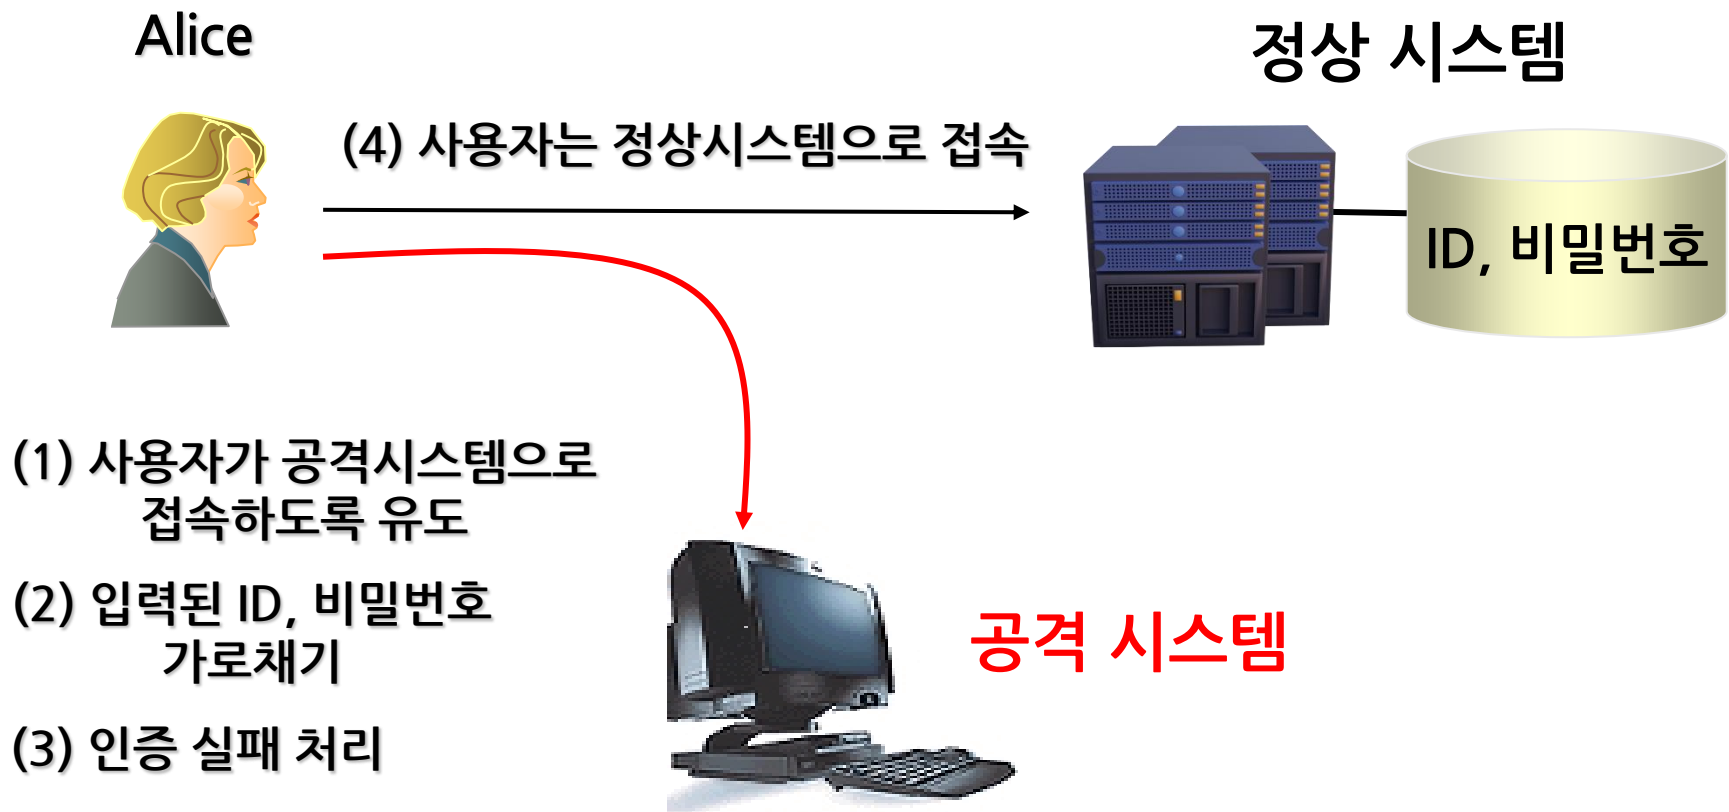 Alice
정상 시스템
(4) 사용자는 정상시스템으로 접속
ID, 비밀번호
(1) 사용자가 공격시스템으로
접속하도록 유도
(2) 입력된 ID, 비밀번호
가로채기
공격 시스템
(3) 인증 실패 처리